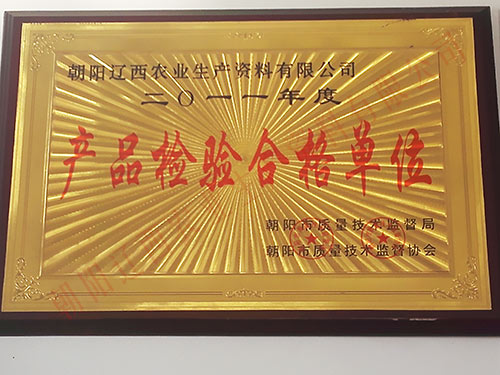 朝阳辽西农业生产资料有限公司
二〇一一年度
产品检验合格单位
朝阳市质量技术监督局
朝阳市质量技术监督协会